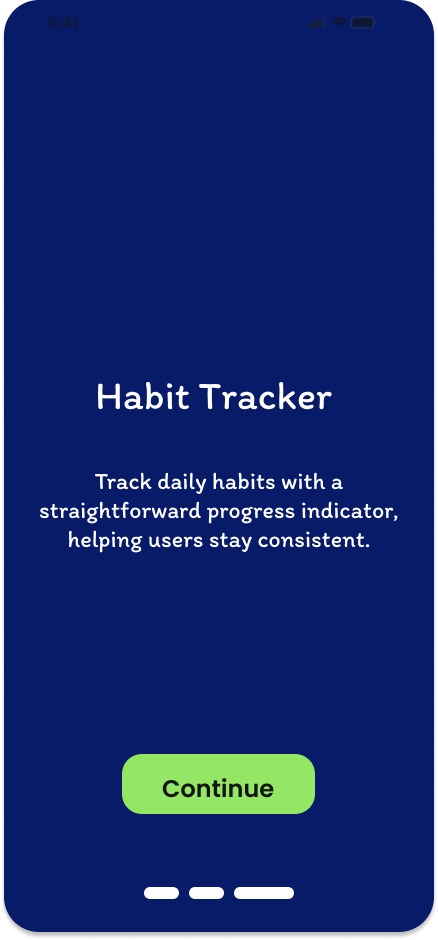 9:41
Habit Tracker
Track daily habits with a
straightforward progress indicator,
helping users stay consistent.
Continue